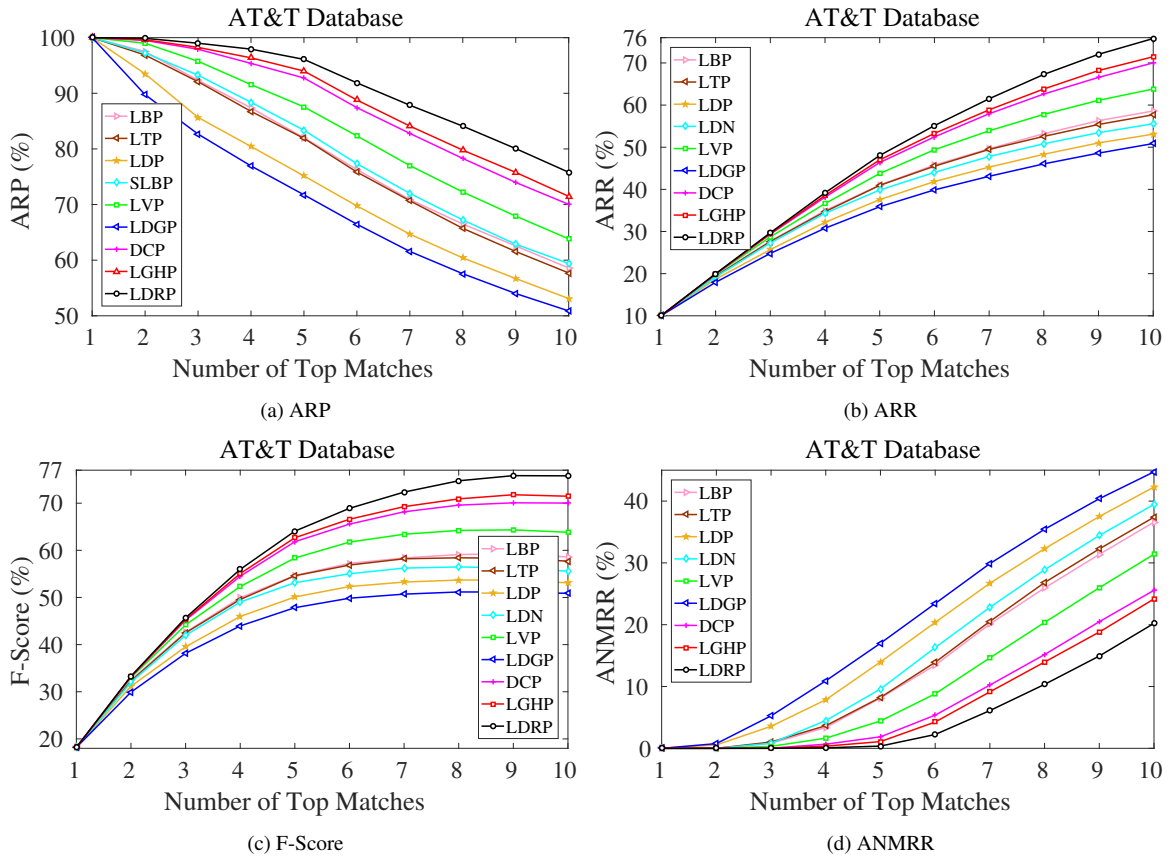 AT&T Database
100
90
80
70
60
50
ARP (%)
LBP
LTP
LDP
SLBP
LVP
LDGP
DCP
LGHP
LDRP
1 2 3 4 5 6 7 8 9 10
Number of Top Matches
(a) ARP
AT&T Database
76
70
60
50
40
30
20
10
ARR (%)
LBP
LTP
LDP
LDN
LVP
LDGP
DCP
LGHP
LDRP
1 2 3 4 5 6 7 8 9 10
Number of Top Matches
(b) ARR
AT&T Database
77
70
60
50
40
30
20
F-Score (%)
LBP
LTP
LDP
LDN
LVP
LDGP
DCP
LGHP
LDRP
1 2 3 4 5 6 7 8 9 10
Number of Top Matches
(c) F-Score
AT&T Database
40
30
20
10
0
ANMRR (%)
LBP
LTP
LDP
LDN
LVP
LDGP
DCP
LGHP
LDRP
1 2 3 4 5 6 7 8 9 10
Number of Top Matches
(d) ANMRR